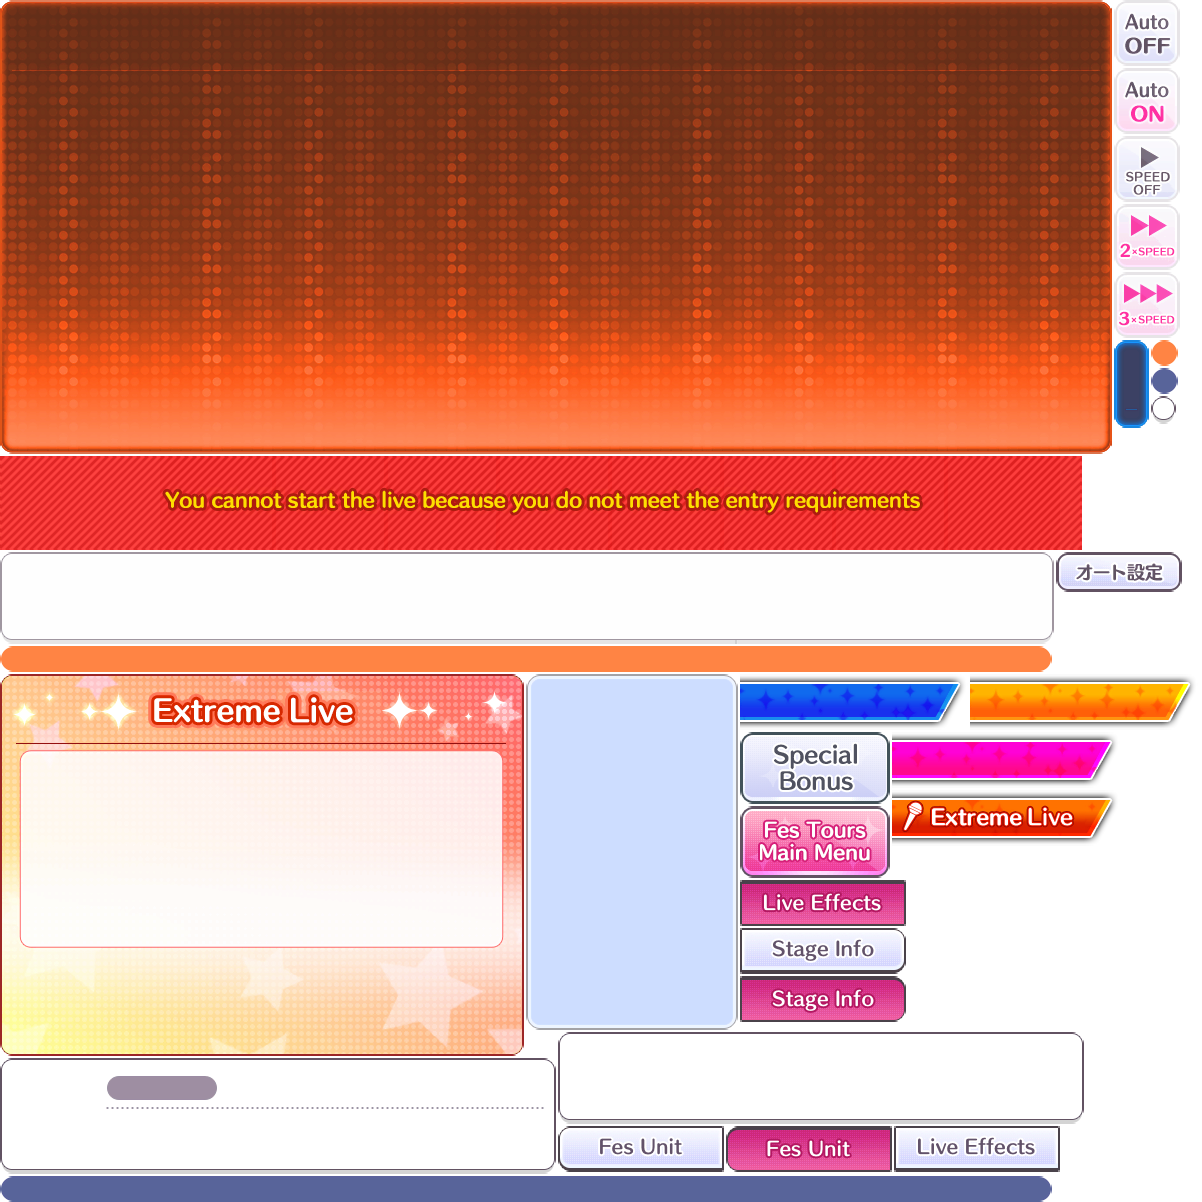 Auto
OFF
Auto
ON
SPEED
OFF
2×SPEED
3×SPEED
You cannot start the live because you do not meet the entry requirements
オート設定
Extreme Live
Special
Bonus
Fes Tours
Main Menu
Extreme Live
Live Effects
Stage Info
Stage Info
Fes Unit
Fes Unit
Live Effects